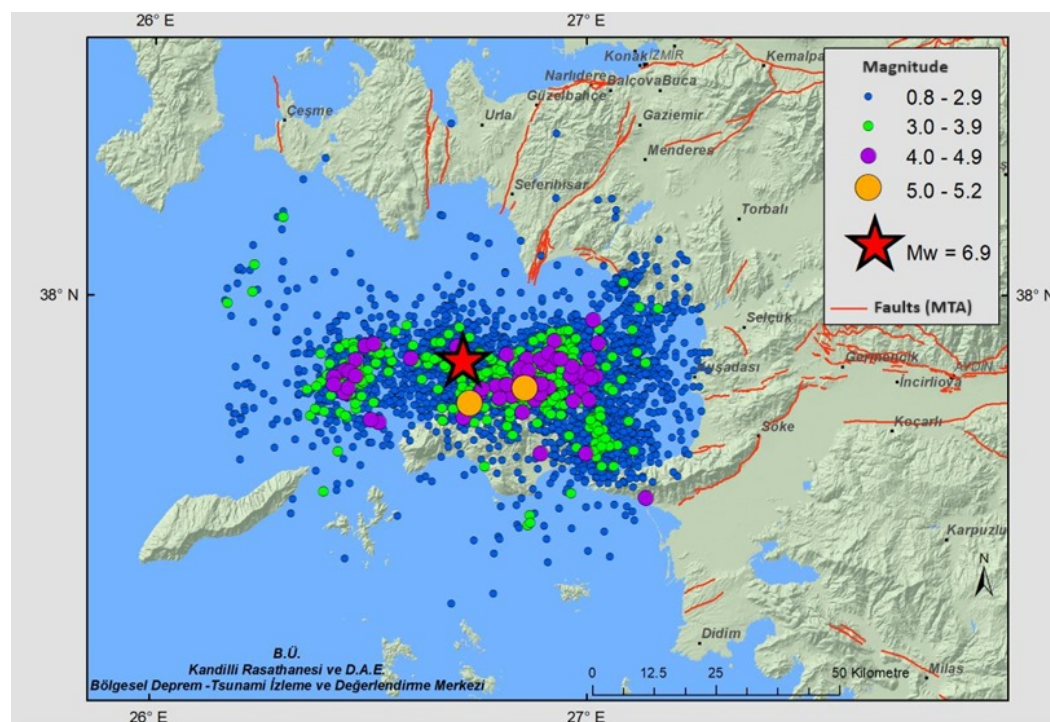 26° E
27° E
Konak İZMİR
Kemalpa
Narlıdere
Balçova Buca
Güzelbahçe
Çeşme
Urla
Gaziemir
Menderes
Seferihisar
Torbalı
38° N
38° N
Selçuk
Kuşadası
Germencik
AYDIN
İncirliova
Söke
Koçarlı
Karpuzlu
Didim
Milas
Magnitude
0.8 - 2.9
3.0 - 3.9
4.0 - 4.9
5.0 - 5.2
Mw = 6.9
Faults (MTA)
N
B.Ü.
Kandilli Rasathanesi ve D.A.E.
Bölgesel Deprem -Tsunami İzleme ve Değerlendirme Merkezi
0 12.5 25 50 Kilometre
26° E
27° E